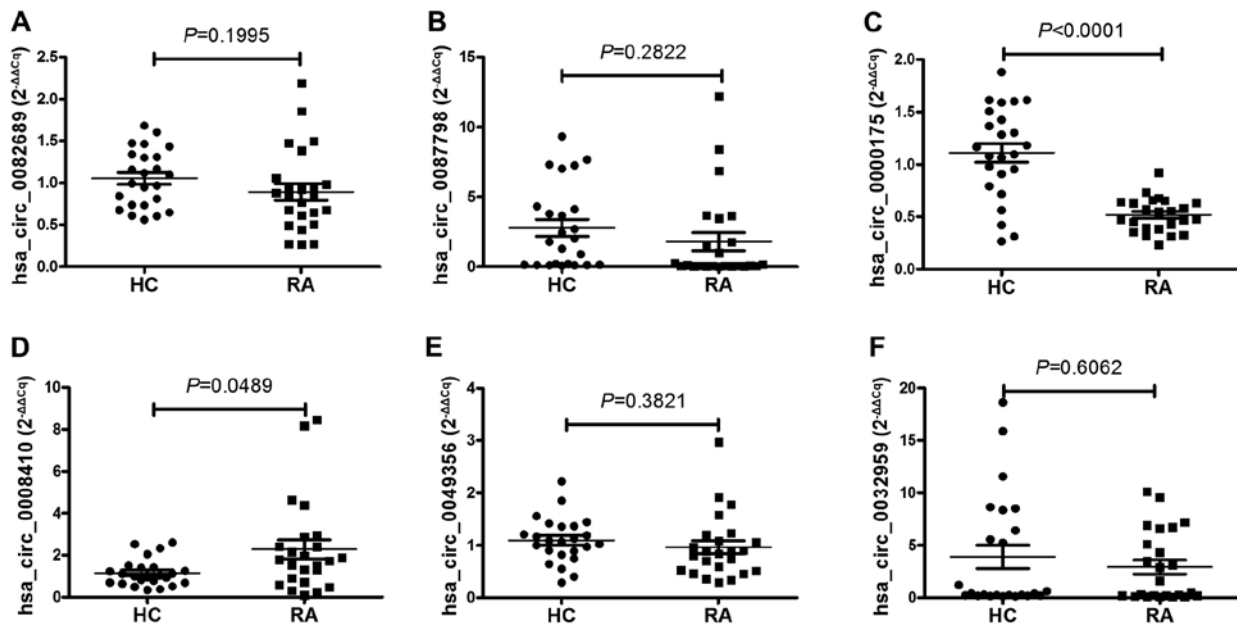 A
P=0.1995
hsa_circ_0082689 (2-ΔΔCq)
2.5
2.0
1.5
1.0
0.5
0.0
HC RA
B
P=0.2822
hsa_circ_0087798 (2-ΔΔCq)
15
10
5
0
HC RA
C
P<0.0001
hsa_circ_0000175 (2-ΔΔCq)
2.0
1.5
1.0
0.5
0.0
HC RA
D
P=0.0489
hsa_circ_0008410 (2-ΔΔCq)
10
8
6
4
2
0
HC RA
E
P=0.3821
hsa_circ_0049356 (2-ΔΔCq)
4
3
2
1
0
HC RA
F
P=0.6062
hsa_circ_0032959 (2-ΔΔCq)
20
15
10
5
0
HC RA